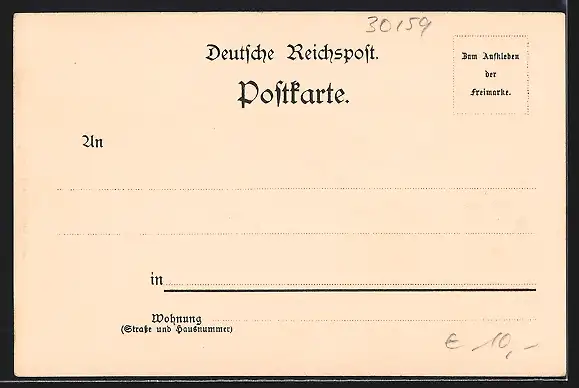 30159
Deutsche Reichspost.
Postkarte.
Zum Aufkleben
der
Freimarke.
An
in
Wohnung
(Straße und Hausnummer)
€ 10,-